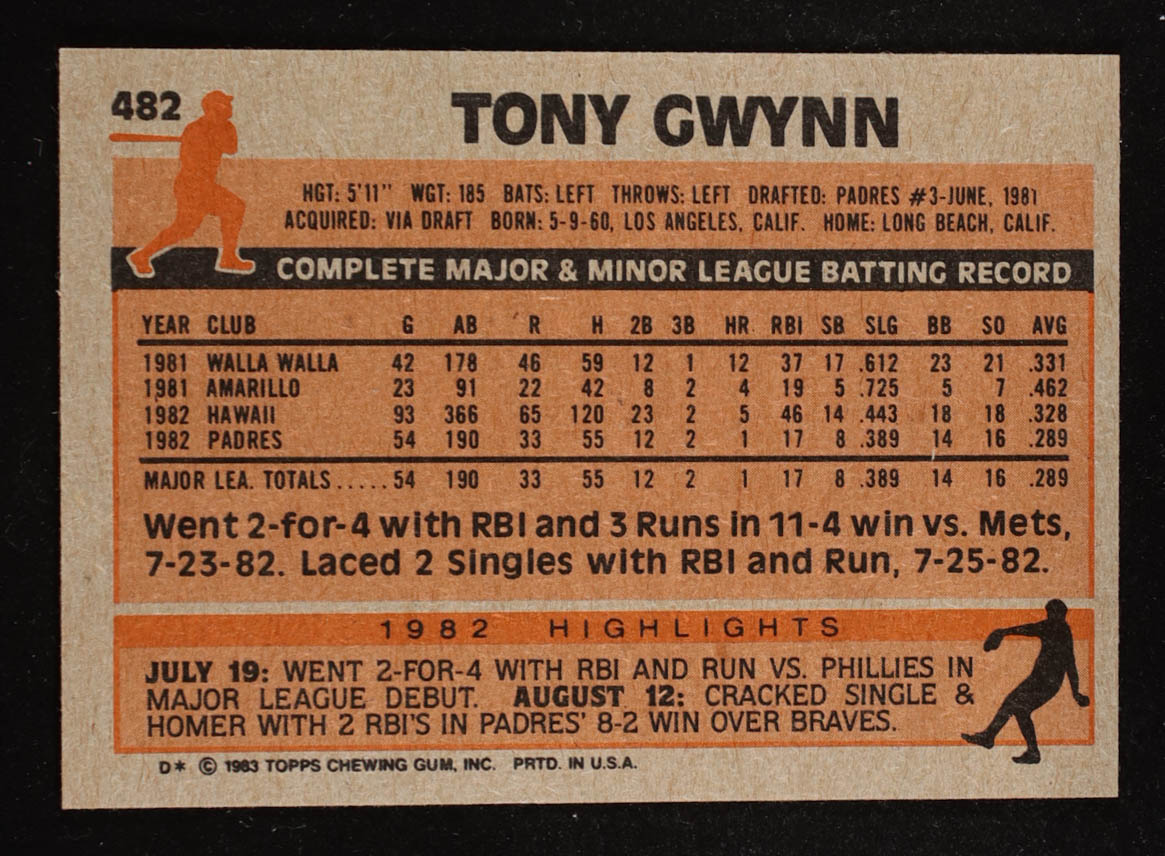 482
TONY GWYNN
HGT: 5'11" WGT: 185 BATS: LEFT THROWS: LEFT DRAFTED: PADRES #3-JUNE, 1981
ACQUIRED: VIA DRAFT BORN: 5-9-60, LOS ANGELES, CALIF. HOME: LONG BEACH, CALIF.
COMPLETE MAJOR & MINOR LEAGUE BATTING RECORD
YEAR CLUB G AB R H 2B 3B HR RBI SB SLG BB SO AVG
1981 WALLA WALLA 42 178 46 59 12 1 12 37 17 .612 23 21 .331
1981 AMARILLO 23 91 22 42 8 2 4 19 5 .725 5 7 .462
1982 HAWAII 93 366 65 120 23 2 5 46 14 .443 18 18 .328
1982 PADRES 54 190 33 55 12 2 1 17 8 .389 14 16 .289
MAJOR LEA. TOTALS.....54 190 33 55 12 2 1 17 8 .389 14 16 .289
Went 2-for-4 with RBI and 3 Runs in 11-4 win vs. Mets,
7-23-82. Laced 2 Singles with RBI and Run, 7-25-82.
1982 HIGHLIGHTS
JULY 19: WENT 2-FOR-4 WITH RBI AND RUN VS. PHILLIES IN
MAJOR LEAGUE DEBUT. AUGUST 12: CRACKED SINGLE &
HOMER WITH 2 RBI'S IN PADRES' 8-2 WIN OVER BRAVES.
D* © 1983 TOPPS CHEWING GUM, INC. PRTD. IN U.S.A.